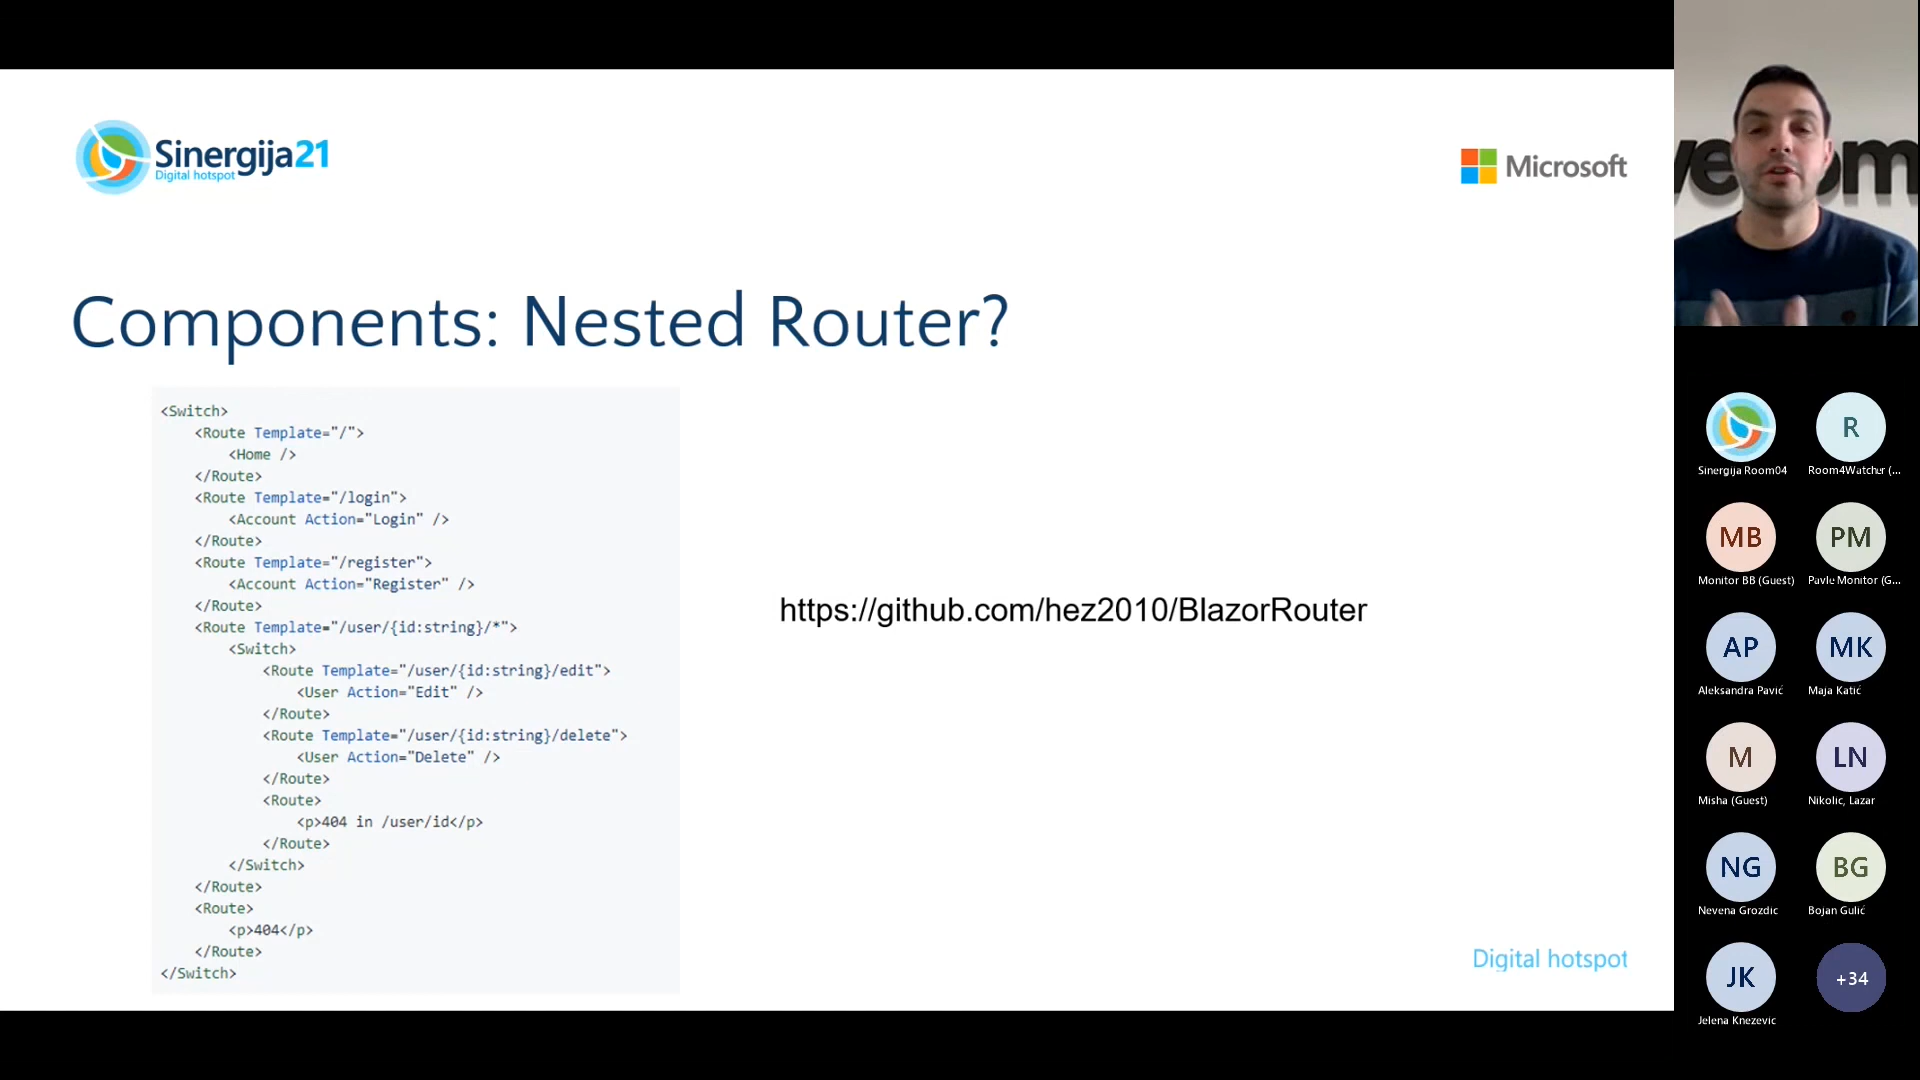 Sinergija21
Digital hotspot
Microsoft
Components: Nested Router?
<Switch>
<Route Template="/">
<Home />
</Route>
<Route Template="/login">
<Account Action="Login" />
</Route>
<Route Template="/register">
<Account Action="Register" />
</Route>
<Route Template="/user/{id:string}/*">
<Switch>
<Route Template="/user/{id:string}/edit">
<User Action="Edit" />
</Route>
<Route Template="/user/{id:string}/delete">
<User Action="Delete" />
</Route>
<Route>
<p>404 in /user/id</p>
</Route>
</Switch>
</Route>
<Route>
<p>404</p>
</Route>
</Switch>
https://github.com/hez2010/BlazorRouter
Digital hotspot
R
Sinergija Room04
Room4Watcher (...
MB
PM
Monitor BB (Guest)
Pavle Monitor (G...
AP
MK
Aleksandra Pavić
Maja Katić
M
LN
Misha (Guest)
Nikolic, Lazar
NG
BG
Nevena Grozdic
Bojan Gulić
JK
+34
Jelena Knezevic